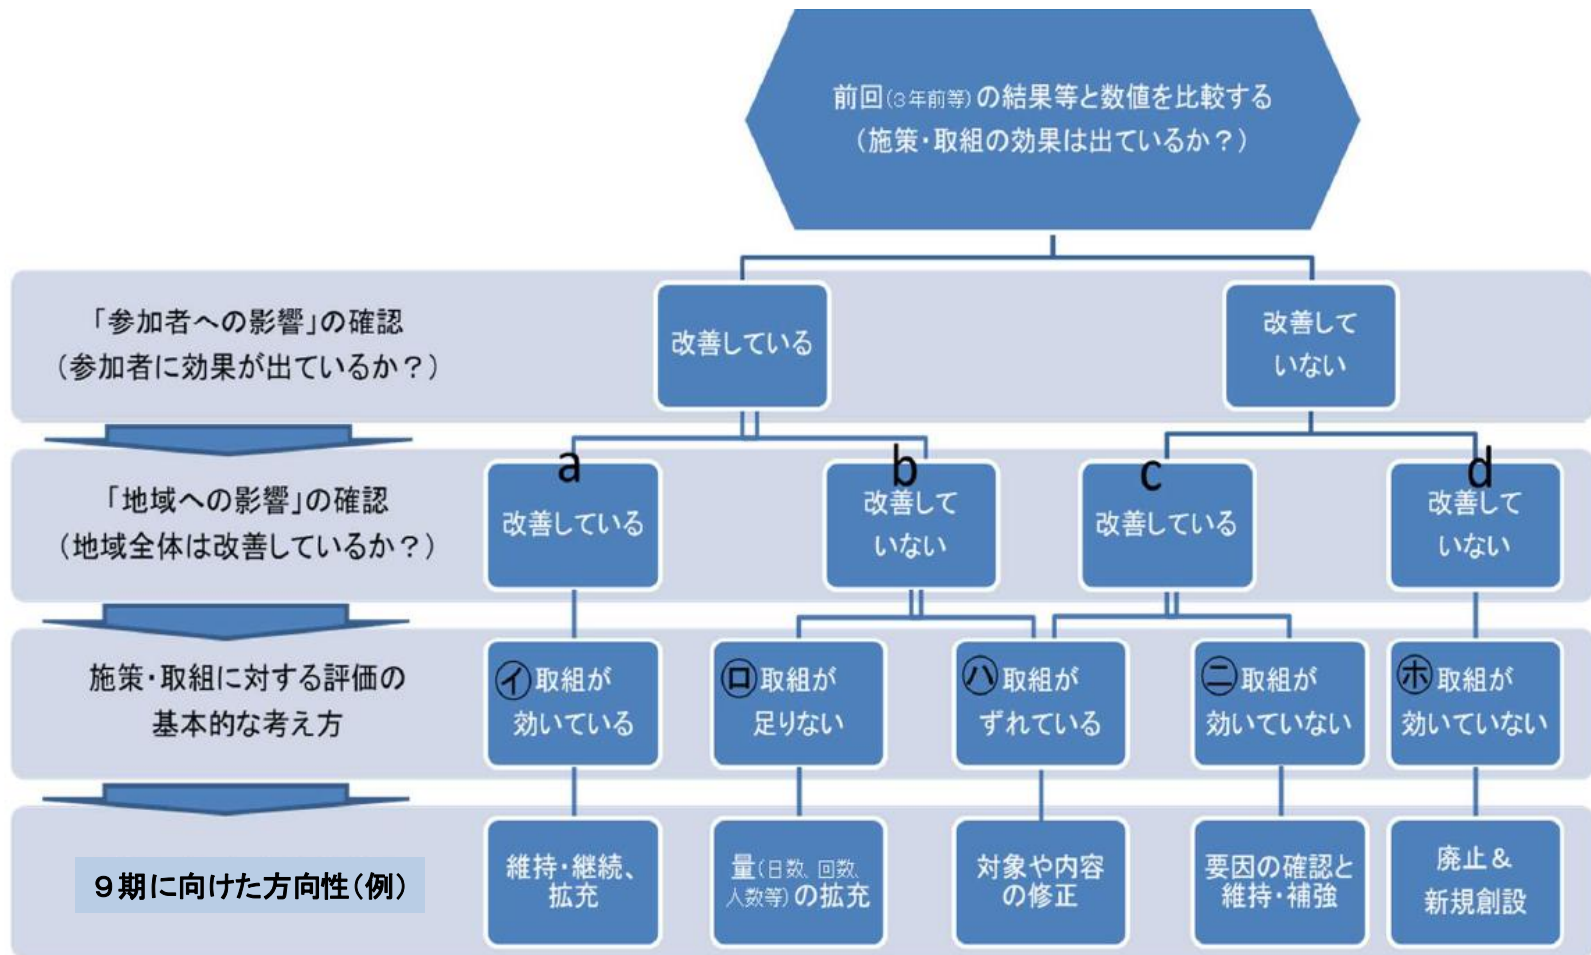 前回(3年前等)の結果等と数値を比較する
(施策・取組の効果は出ているか?)
「参加者への影響」の確認
(参加者に効果が出ているか?)
改善している
改善して
いない
「地域への影響」の確認
(地域全体は改善しているか?)
a
改善している
b
改善して
いない
c
改善している
d
改善して
いない
施策・取組に対する評価の
基本的な考え方
㋑取組が
効いている
㋺取組が
足りない
㋩取組が
ずれている
㋥取組が
効いていない
㋭取組が
効いていない
9期に向けた方向性(例)
維持・継続、
拡充
量(日数、回数、
人数等)の拡充
対象や内容
の修正
要因の確認と
維持・補強
廃止&
新規創設